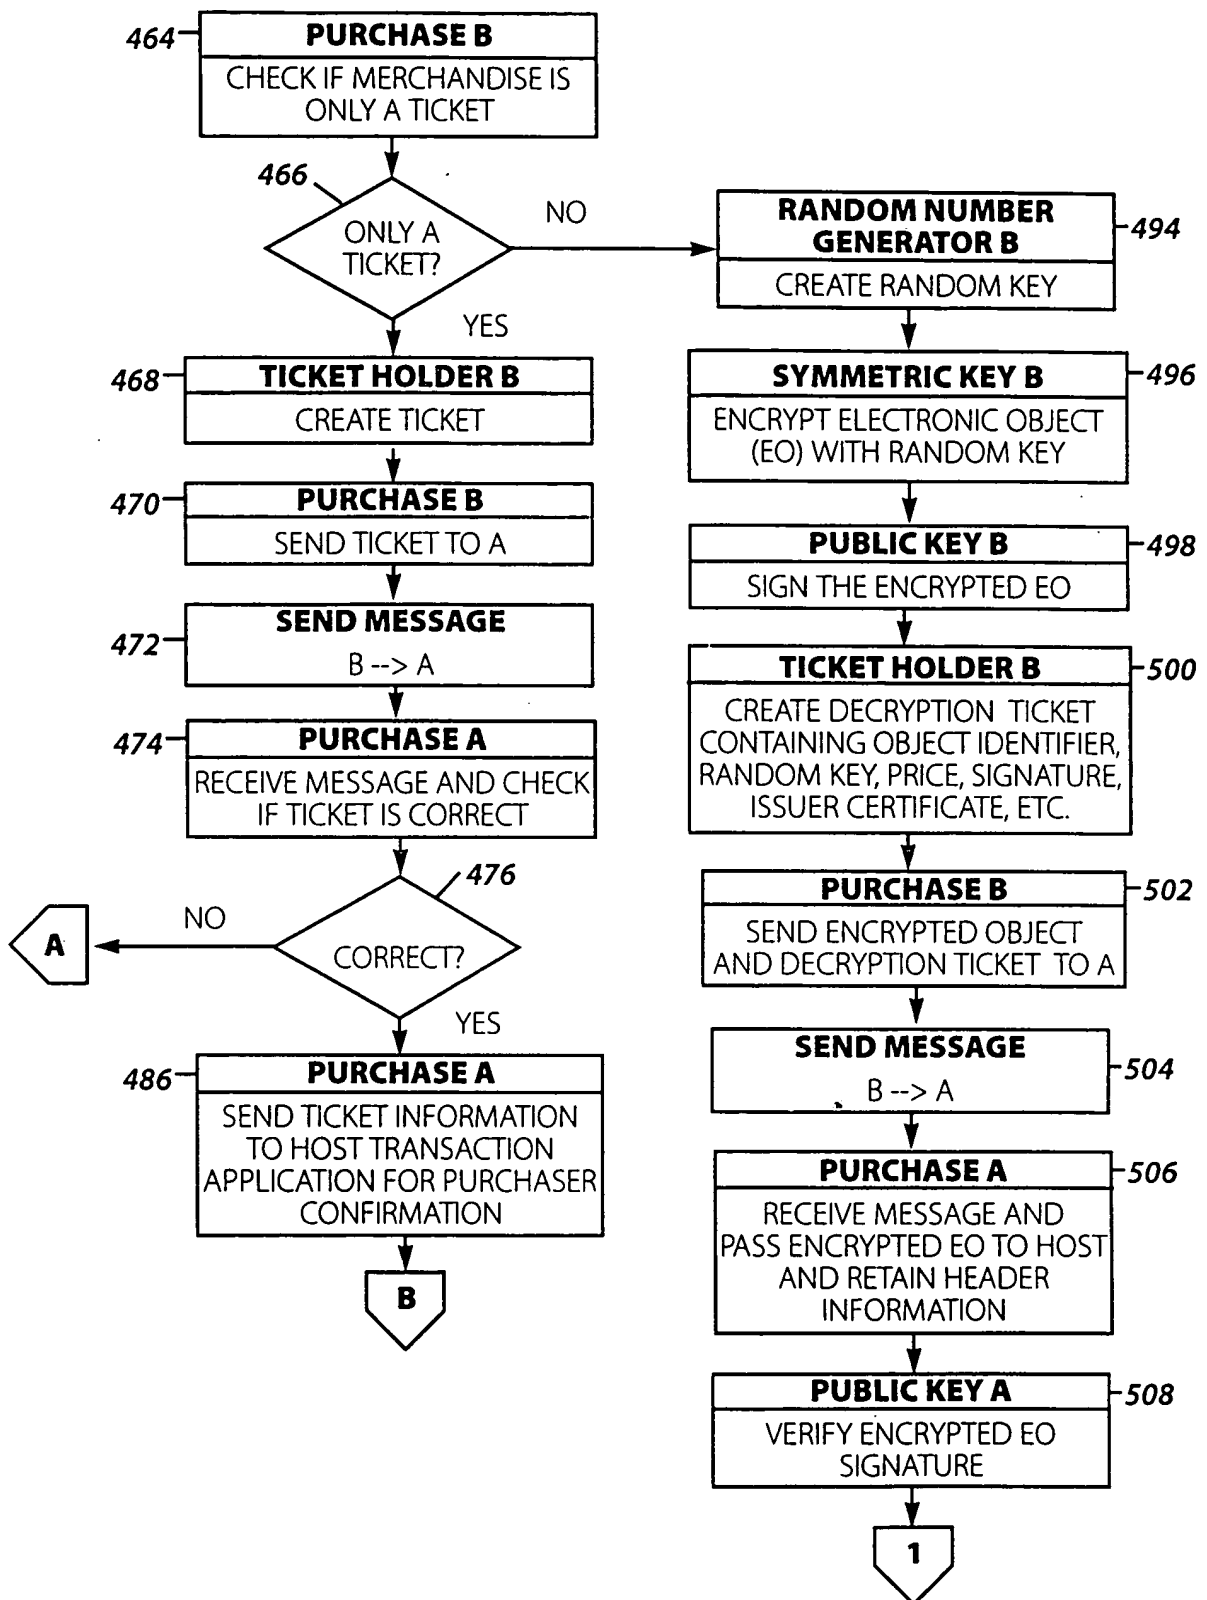 464
PURCHASE B
CHECK IF MERCHANDISE IS
ONLY A TICKET
466
ONLY A
TICKET?
NO
YES
468
TICKET HOLDER B
CREATE TICKET
470
PURCHASE B
SEND TICKET TO A
472
SEND MESSAGE
B --> A
474
PURCHASE A
RECEIVE MESSAGE AND CHECK
IF TICKET IS CORRECT
476
CORRECT?
NO
A
YES
486
PURCHASE A
SEND TICKET INFORMATION
TO HOST TRANSACTION
APPLICATION FOR PURCHASER
CONFIRMATION
B
RANDOM NUMBER
GENERATOR B
494
CREATE RANDOM KEY
SYMMETRIC KEY B
496
ENCRYPT ELECTRONIC OBJECT
(EO) WITH RANDOM KEY
PUBLIC KEY B
498
SIGN THE ENCRYPTED EO
TICKET HOLDER B
500
CREATE DECRYPTION TICKET
CONTAINING OBJECT IDENTIFIER,
RANDOM KEY, PRICE, SIGNATURE,
ISSUER CERTIFICATE, ETC.
PURCHASE B
502
SEND ENCRYPTED OBJECT
AND DECRYPTION TICKET TO A
SEND MESSAGE
504
B --> A
PURCHASE A
506
RECEIVE MESSAGE AND
PASS ENCRYPTED EO TO HOST
AND RETAIN HEADER
INFORMATION
PUBLIC KEY A
508
VERIFY ENCRYPTED EO
SIGNATURE
1